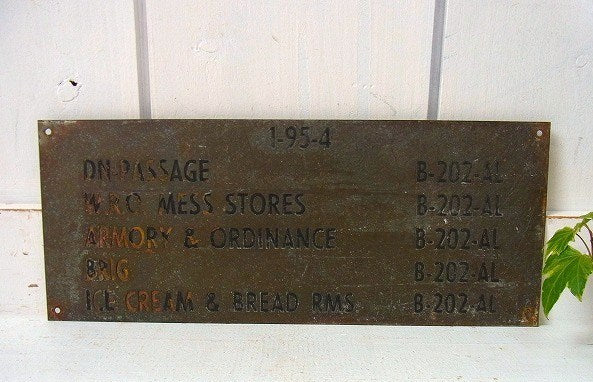 1-95-4
DN-PASSAGE B-202-AL
W.R.O. MESS STORES B-202-AL
ARMORY & ORDINANCE B-202-AL
BRIG B-202-AL
ICE CREAM & BREAD RMS. B-202-AL